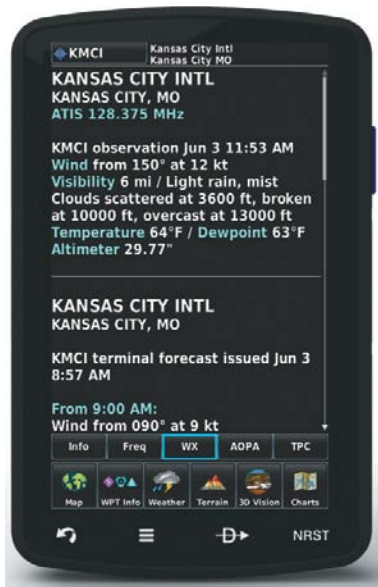 KMCI
Kansas City Intl
Kansas City MO
KANSAS CITY INTL
KANSAS CITY, MO
ATIS 128.375 MHz
KMCI observation Jun 3 11:53 AM
Wind from 150° at 12 kt
Visibility 6 mi / Light rain, mist
Clouds scattered at 3600 ft, broken
at 10000 ft, overcast at 13000 ft
Temperature 64°F / Dewpoint 63°F
Altimeter 29.77"
KANSAS CITY INTL
KANSAS CITY, MO
KMCI terminal forecast issued Jun 3
8:57 AM
From 9:00 AM:
Wind from 090° at 9 kt
Info Freq WX AOPA TPC
Map WPT Info Weather Terrain 3D Vision Charts
D NRST